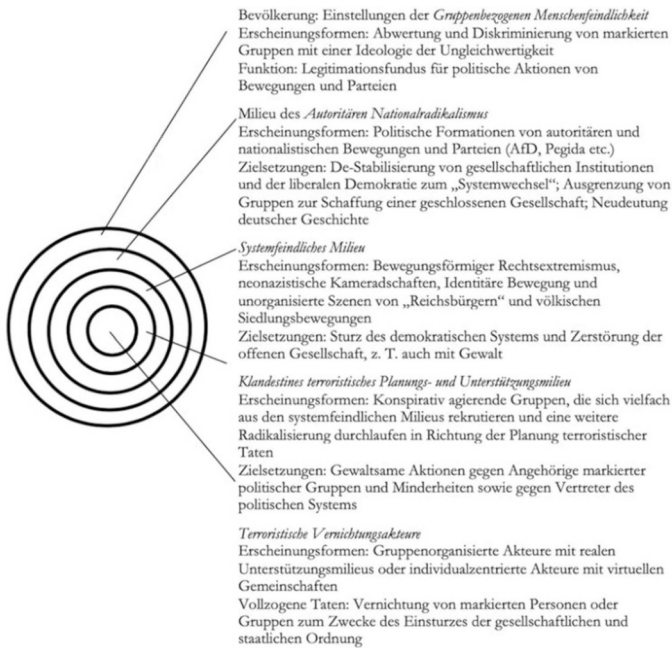 Bevölkerung: Einstellungen der Gruppenbezogenen Menschenfeindlichkeit
Erscheinungsformen: Abwertung und Diskriminierung von markierten
Gruppen mit einer Ideologie der Ungleichwertigkeit
Funktion: Legitimationsfundus für politische Aktionen von
Bewegungen und Parteien
Milieu des Autoritären Nationalradikalismus
Erscheinungsformen: Politische Formationen von autoritären und
nationalistischen Bewegungen und Parteien (AfD, Pegida etc.)
Zielsetzungen: De-Stabilisierung von gesellschaftlichen Institutionen
und der liberalen Demokratie zum „Systemwechsel“; Ausgrenzung von
Gruppen zur Schaffung einer geschlossenen Gesellschaft; Neudeutung
deutscher Geschichte
Systemfeindliches Milieu
Erscheinungsformen: Bewegungsförmiger Rechtsextremismus,
neonazistische Kameradschaften, Identitäre Bewegung und
unorganisierte Szenen von „Reichsbürgern“ und völkischen
Siedlungsbewegungen
Zielsetzungen: Sturz des demokratischen Systems und Zerstörung der
offenen Gesellschaft, z. T. auch mit Gewalt
Klandestines terroristisches Planungs- und Unterstützungsmilieu
Erscheinungsformen: Konspirativ agierende Gruppen, die sich vielfach
aus den systemfeindlichen Milieus rekrutieren und eine weitere
Radikalisierung durchlaufen in Richtung der Planung terroristischer
Taten
Zielsetzungen: Gewaltsame Aktionen gegen Angehörige markierter
politischer Gruppen und Minderheiten sowie gegen Vertreter des
politischen Systems
Terroristische Vernichtungsakteure
Erscheinungsformen: Gruppenorganisierte Akteure mit realen
Unterstützungsmilieus oder individualzentrierte Akteure mit virtuellen
Gemeinschaften
Vollzogene Taten: Vernichtung von markierten Personen oder
Gruppen zum Zwecke des Einsturzes der gesellschaftlichen und
staatlichen Ordnung